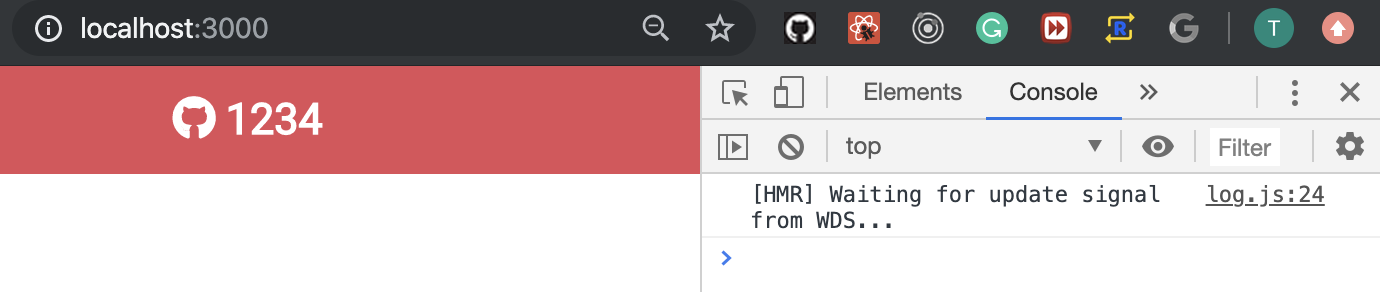 localhost:3000
T
1234
Elements Console
top Filter
[HMR] Waiting for update signal log.js:24
from WDS...